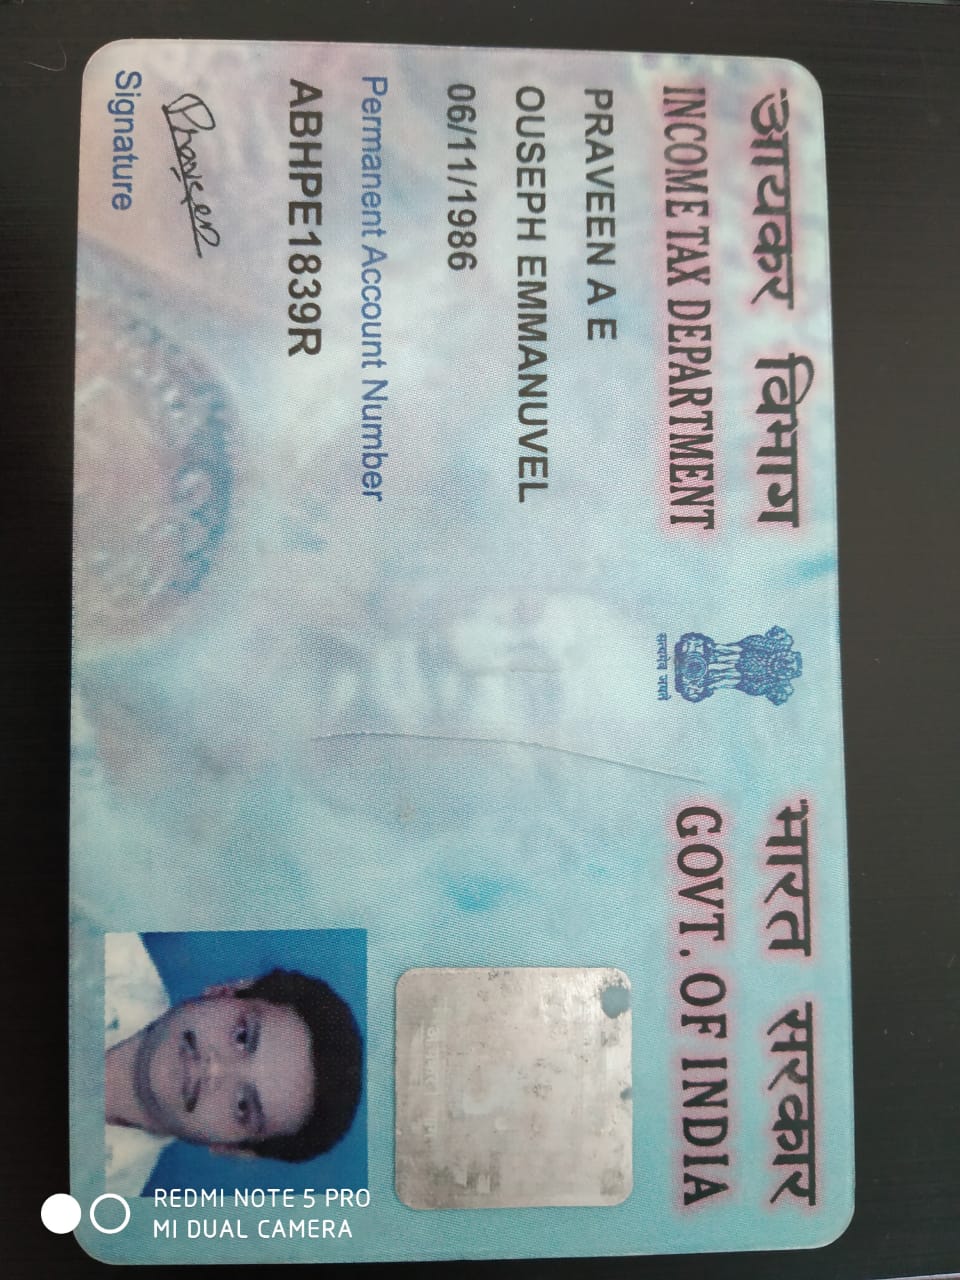 आयकर विभाग
INCOME TAX DEPARTMENT
सत्यमेव जयते
भारत सरकार
GOVT. OF INDIA
PRAVEEN A E
OUSEPH EMMANUVEL
06/11/1986
Permanent Account Number
ABHPE1839R
Praveen
Signature
REDMI NOTE 5 PRO
MI DUAL CAMERA